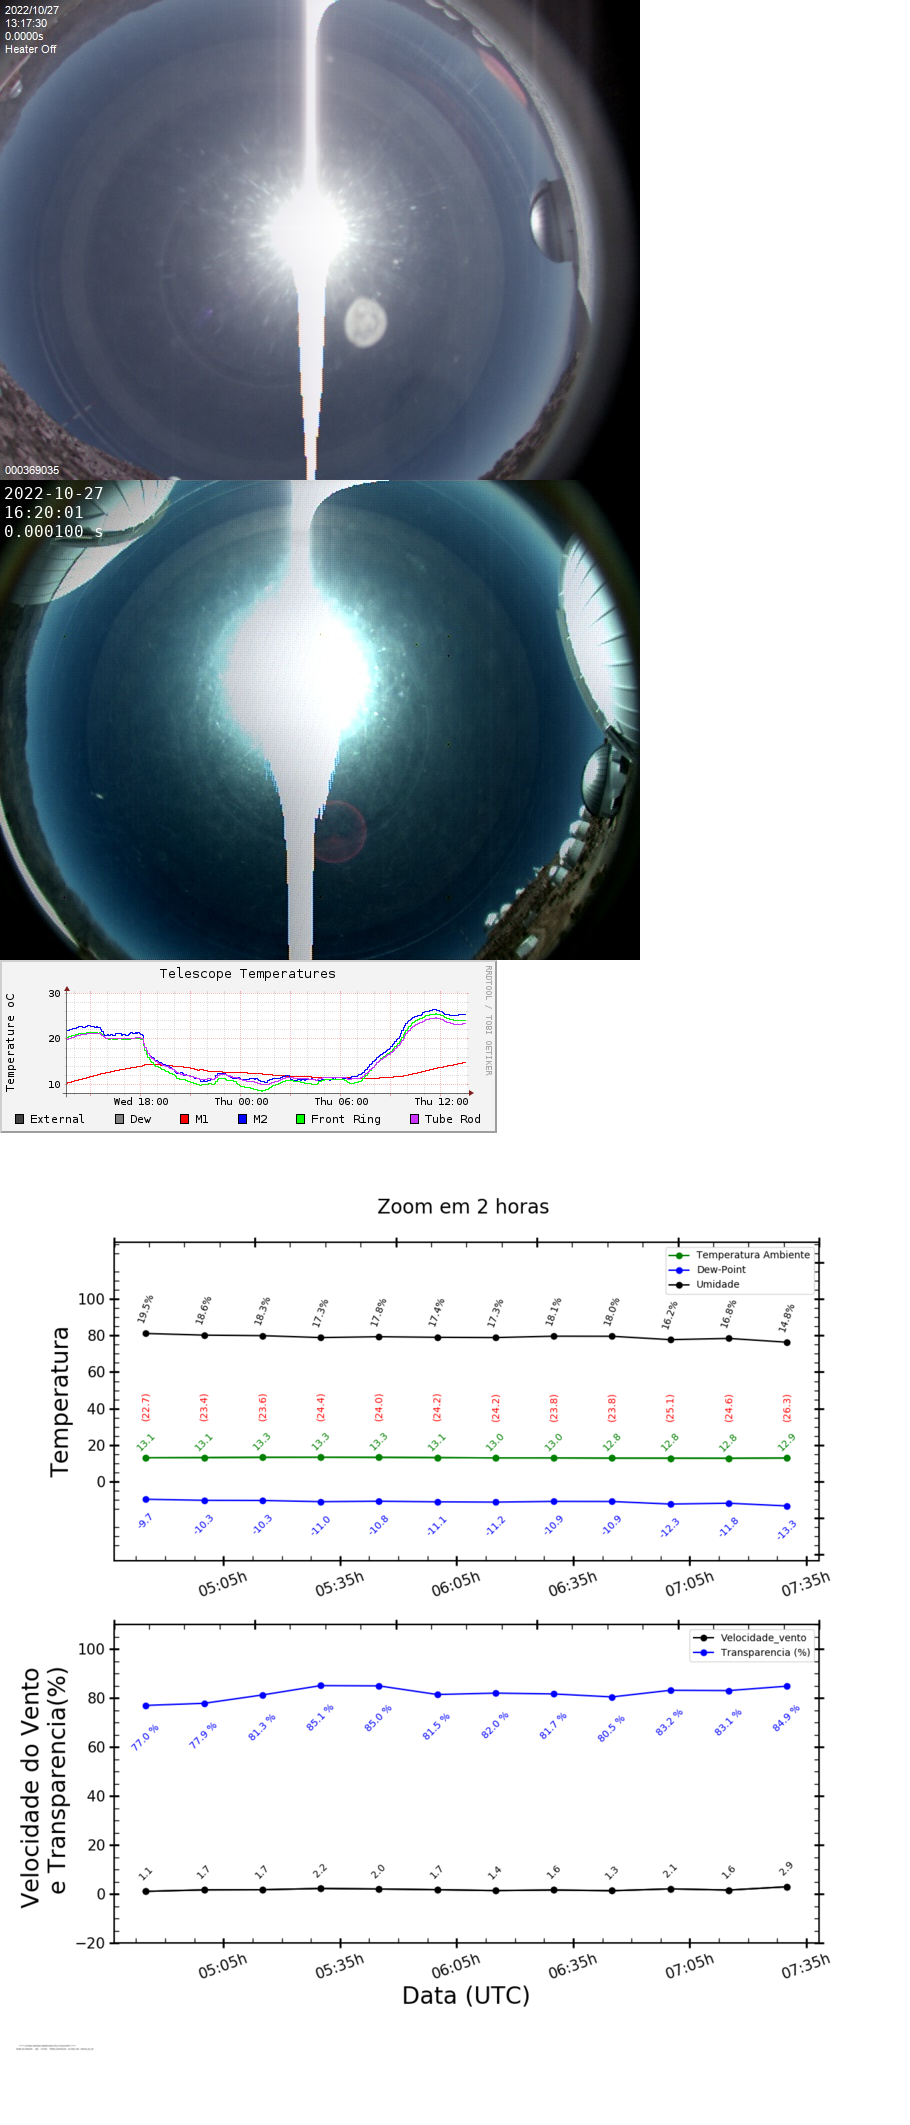 2022/10/27
13:17:30
0.0000s
Heater Off
000369035
2022-10-27
16:20:01
0.000100 s
Telescope Temperatures
RRDTOOL / TOBI OETIKER
Temperature oC
30
20
10
Wed 18:00 Thu 00:00 Thu 06:00 Thu 12:00
External Dew M1 M2 Front Ring Tube Rod
Zoom em 2 horas
Temperatura Ambiente
Dew-Point
Umidade
Temperatura
100
80
60
40
20
0
19.5% 18.6% 18.3% 17.3% 17.8% 17.4% 17.3% 18.1% 18.0% 16.2% 16.8% 14.8%
(22.7) (23.4) (23.6) (24.4) (24.0) (24.2) (24.2) (23.8) (23.8) (25.1) (24.6) (26.3)
13.1 13.1 13.3 13.3 13.3 13.1 13.0 13.0 12.8 12.8 12.8 12.9
-9.7 -10.3 -10.3 -11.0 -10.8 -11.1 -11.2 -10.9 -10.9 -12.3 -11.8 -13.3
05:05h 05:35h 06:05h 06:35h 07:05h 07:35h
Velocidade_vento
Transparencia (%)
Velocidade do Vento
e Transparencia(%)
100
80
60
40
20
0
−20
77.0 % 77.9 % 81.3 % 85.1 % 85.0 % 81.5 % 82.0 % 81.7 % 80.5 % 83.2 % 83.1 % 84.9 %
1.1 1.7 1.7 2.2 2.0 1.7 1.4 1.6 1.3 2.1 1.6 2.9
05:05h 05:35h 06:05h 06:35h 07:05h 07:35h
Data (UTC)